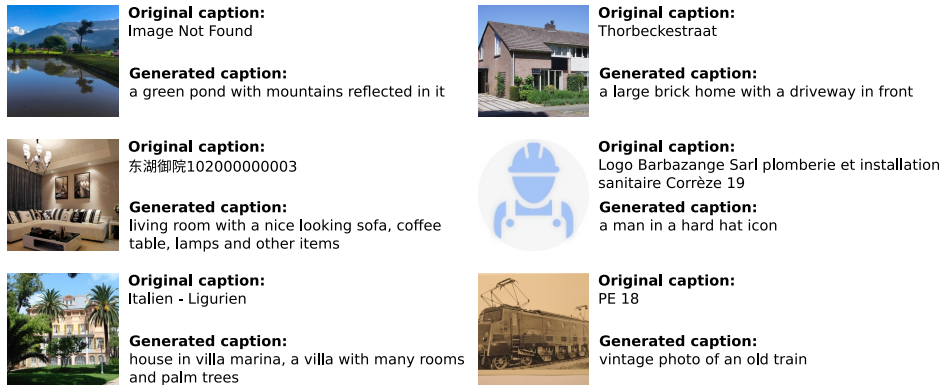 Original caption:
Image Not Found
Generated caption:
a green pond with mountains reflected in it
Original caption:
Thorbeckestraat
Generated caption:
a large brick home with a driveway in front
Original caption:
东湖御院102000000003
Generated caption:
living room with a nice looking sofa, coffee
table, lamps and other items
Original caption:
Logo Barbazange Sarl plomberie et installation
sanitaire Corrèze 19
Generated caption:
a man in a hard hat icon
Original caption:
Italien - Ligurien
Generated caption:
house in villa marina, a villa with many rooms
and palm trees
Original caption:
PE 18
Generated caption:
vintage photo of an old train